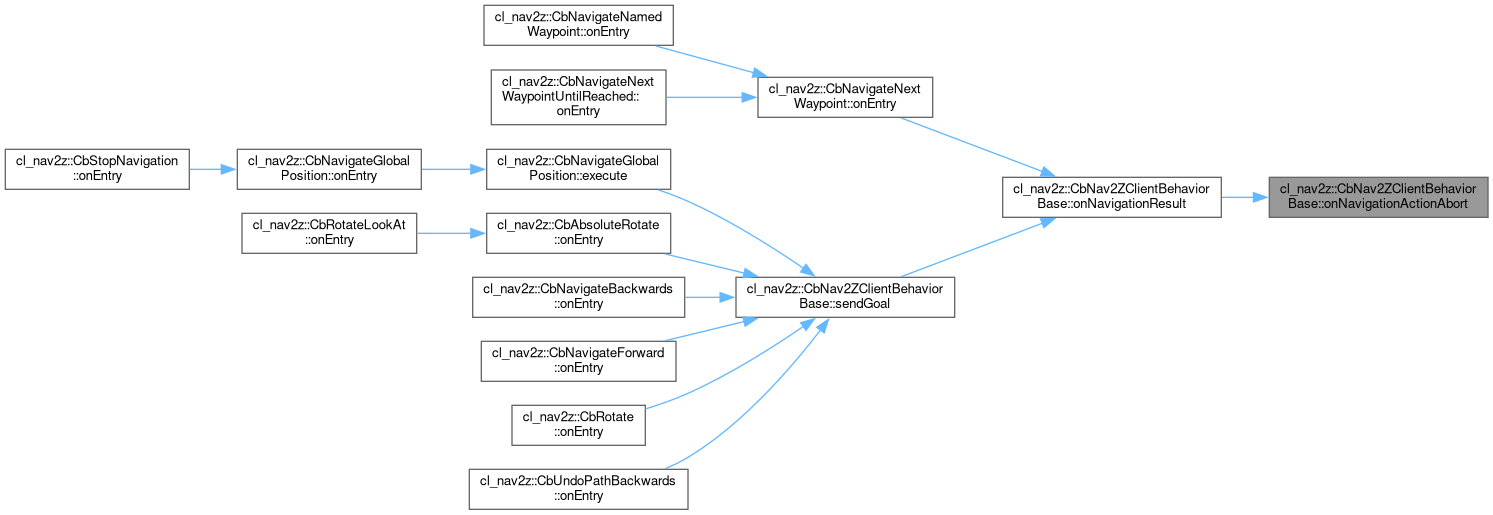 cl_nav2z::CbNavigateNamed
Waypoint::onEntry
cl_nav2z::CbNavigateNext
WaypointUntilReached::
onEntry
cl_nav2z::CbNavigateNext
Waypoint::onEntry
cl_nav2z::CbStopNavigation
::onEntry
cl_nav2z::CbNavigateGlobal
Position::onEntry
cl_nav2z::CbNavigateGlobal
Position::execute
cl_nav2z::CbNav2ZClientBehavior
Base::onNavigationResult
cl_nav2z::CbNav2ZClientBehavior
Base::onNavigationActionAbort
cl_nav2z::CbRotateLookAt
::onEntry
cl_nav2z::CbAbsoluteRotate
::onEntry
cl_nav2z::CbNavigateBackwards
::onEntry
cl_nav2z::CbNav2ZClientBehavior
Base::sendGoal
cl_nav2z::CbNavigateForward
::onEntry
cl_nav2z::CbRotate
::onEntry
cl_nav2z::CbUndoPathBackwards
::onEntry